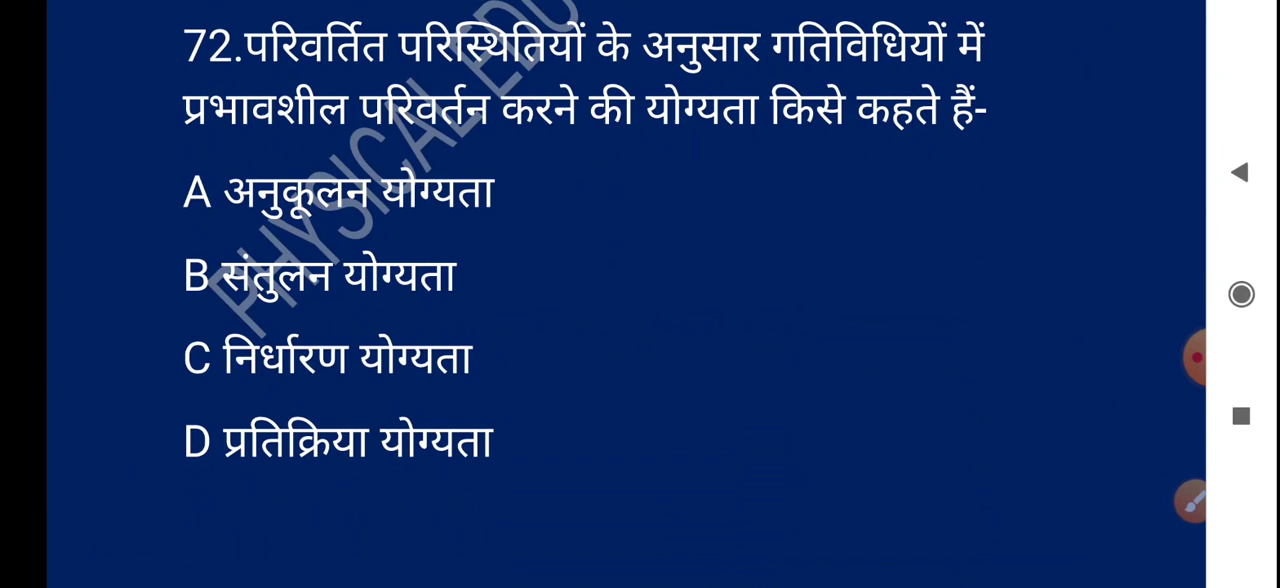 72.परिवर्तित परिस्थितियों के अनुसार गतिविधियों में
प्रभावशील परिवर्तन करने की योग्यता किसे कहते हैं-
A अनुकूलन योग्यता
B संतुलन योग्यता
C निर्धारण योग्यता
D प्रतिक्रिया योग्यता
PHYSICAL